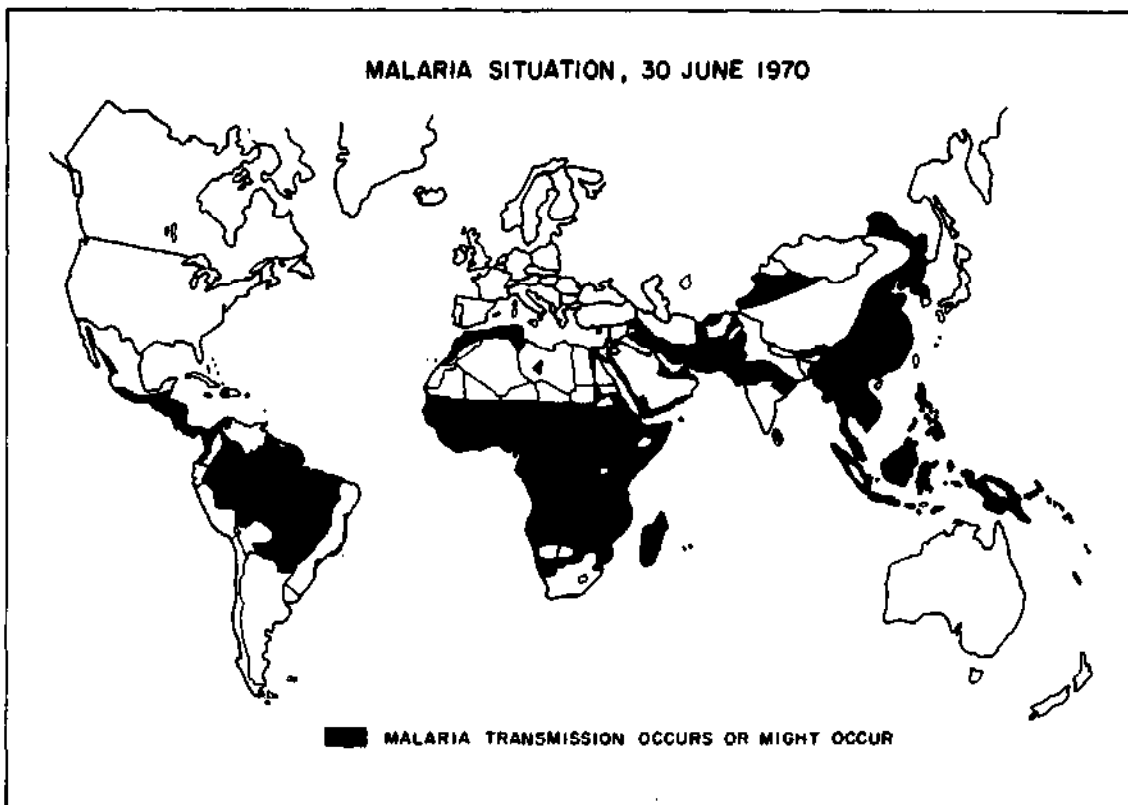 MALARIA SITUATION, 30 JUNE 1970
MALARIA TRANSMISSION OCCURS OR MIGHT OCCUR